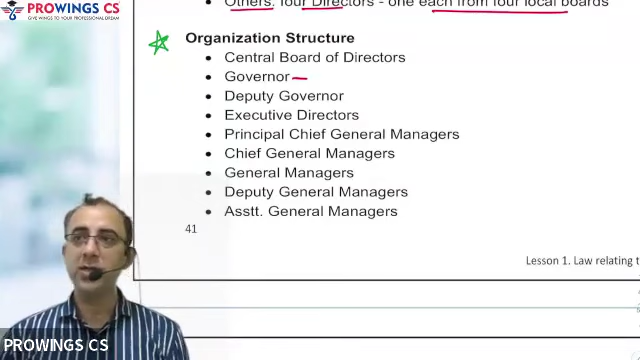 PROWINGS CS
GIVE WINGS TO YOUR PROFESSIONAL DREAM
Others: four Directors - one each from four local boards
Organization Structure
• Central Board of Directors
• Governor
• Deputy Governor
• Executive Directors
• Principal Chief General Managers
• Chief General Managers
• General Managers
• Deputy General Managers
• Asstt. General Managers
41
Lesson 1. Law relating t
PROWINGS CS